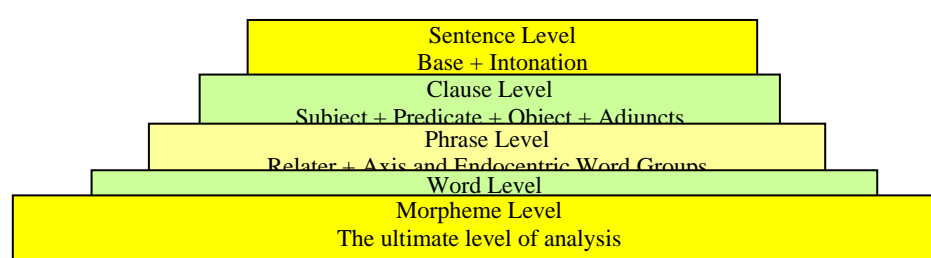 Sentence Level
Base + Intonation
Clause Level
Subject + Predicate + Object + Adjuncts
Phrase Level
Relater + Axis and Endocentric Word Groups
Word Level
Morpheme Level
The ultimate level of analysis